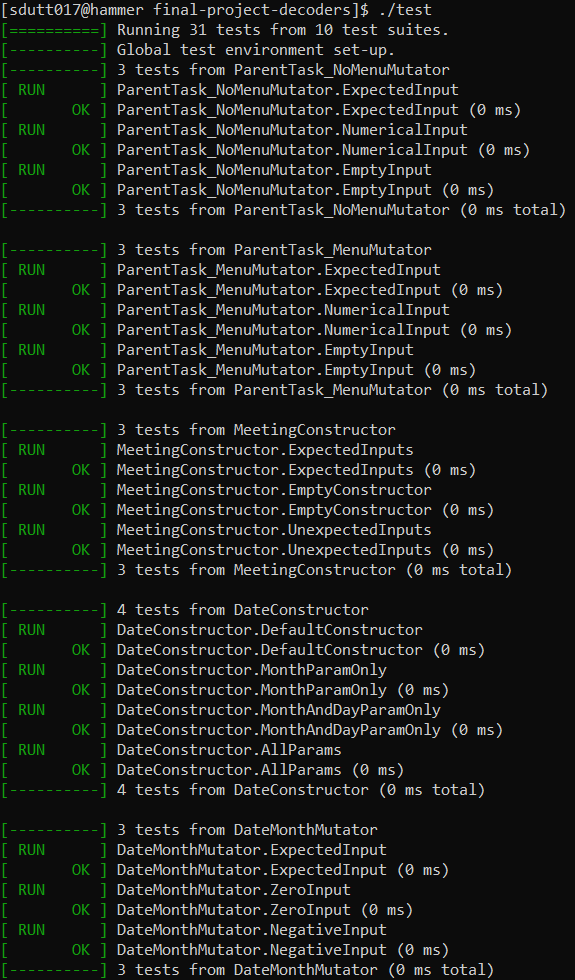 [sdutt017@hammer final-project-decoders]$ ./test
[==========] Running 31 tests from 10 test suites.
[----------] Global test environment set-up.
[----------] 3 tests from ParentTask_NoMenuMutator
[ RUN      ] ParentTask_NoMenuMutator.ExpectedInput
[       OK ] ParentTask_NoMenuMutator.ExpectedInput (0 ms)
[ RUN      ] ParentTask_NoMenuMutator.NumericalInput
[       OK ] ParentTask_NoMenuMutator.NumericalInput (0 ms)
[ RUN      ] ParentTask_NoMenuMutator.EmptyInput
[       OK ] ParentTask_NoMenuMutator.EmptyInput (0 ms)
[----------] 3 tests from ParentTask_NoMenuMutator (0 ms total)

[----------] 3 tests from ParentTask_MenuMutator
[ RUN      ] ParentTask_MenuMutator.ExpectedInput
[       OK ] ParentTask_MenuMutator.ExpectedInput (0 ms)
[ RUN      ] ParentTask_MenuMutator.NumericalInput
[       OK ] ParentTask_MenuMutator.NumericalInput (0 ms)
[ RUN      ] ParentTask_MenuMutator.EmptyInput
[       OK ] ParentTask_MenuMutator.EmptyInput (0 ms)
[----------] 3 tests from ParentTask_MenuMutator (0 ms total)

[----------] 3 tests from MeetingConstructor
[ RUN      ] MeetingConstructor.ExpectedInputs
[       OK ] MeetingConstructor.ExpectedInputs (0 ms)
[ RUN      ] MeetingConstructor.EmptyConstructor
[       OK ] MeetingConstructor.EmptyConstructor (0 ms)
[ RUN      ] MeetingConstructor.UnexpectedInputs
[       OK ] MeetingConstructor.UnexpectedInputs (0 ms)
[----------] 3 tests from MeetingConstructor (0 ms total)

[----------] 4 tests from DateConstructor
[ RUN      ] DateConstructor.DefaultConstructor
[       OK ] DateConstructor.DefaultConstructor (0 ms)
[ RUN      ] DateConstructor.MonthParamOnly
[       OK ] DateConstructor.MonthParamOnly (0 ms)
[ RUN      ] DateConstructor.MonthAndDayParamOnly
[       OK ] DateConstructor.MonthAndDayParamOnly (0 ms)
[ RUN      ] DateConstructor.AllParams
[       OK ] DateConstructor.AllParams (0 ms)
[----------] 4 tests from DateConstructor (0 ms total)

[----------] 3 tests from DateMonthMutator
[ RUN      ] DateMonthMutator.ExpectedInput
[       OK ] DateMonthMutator.ExpectedInput (0 ms)
[ RUN      ] DateMonthMutator.ZeroInput
[       OK ] DateMonthMutator.ZeroInput (0 ms)
[ RUN      ] DateMonthMutator.NegativeInput
[       OK ] DateMonthMutator.NegativeInput (0 ms)
[----------] 3 tests from DateMonthMutator (0 ms total)